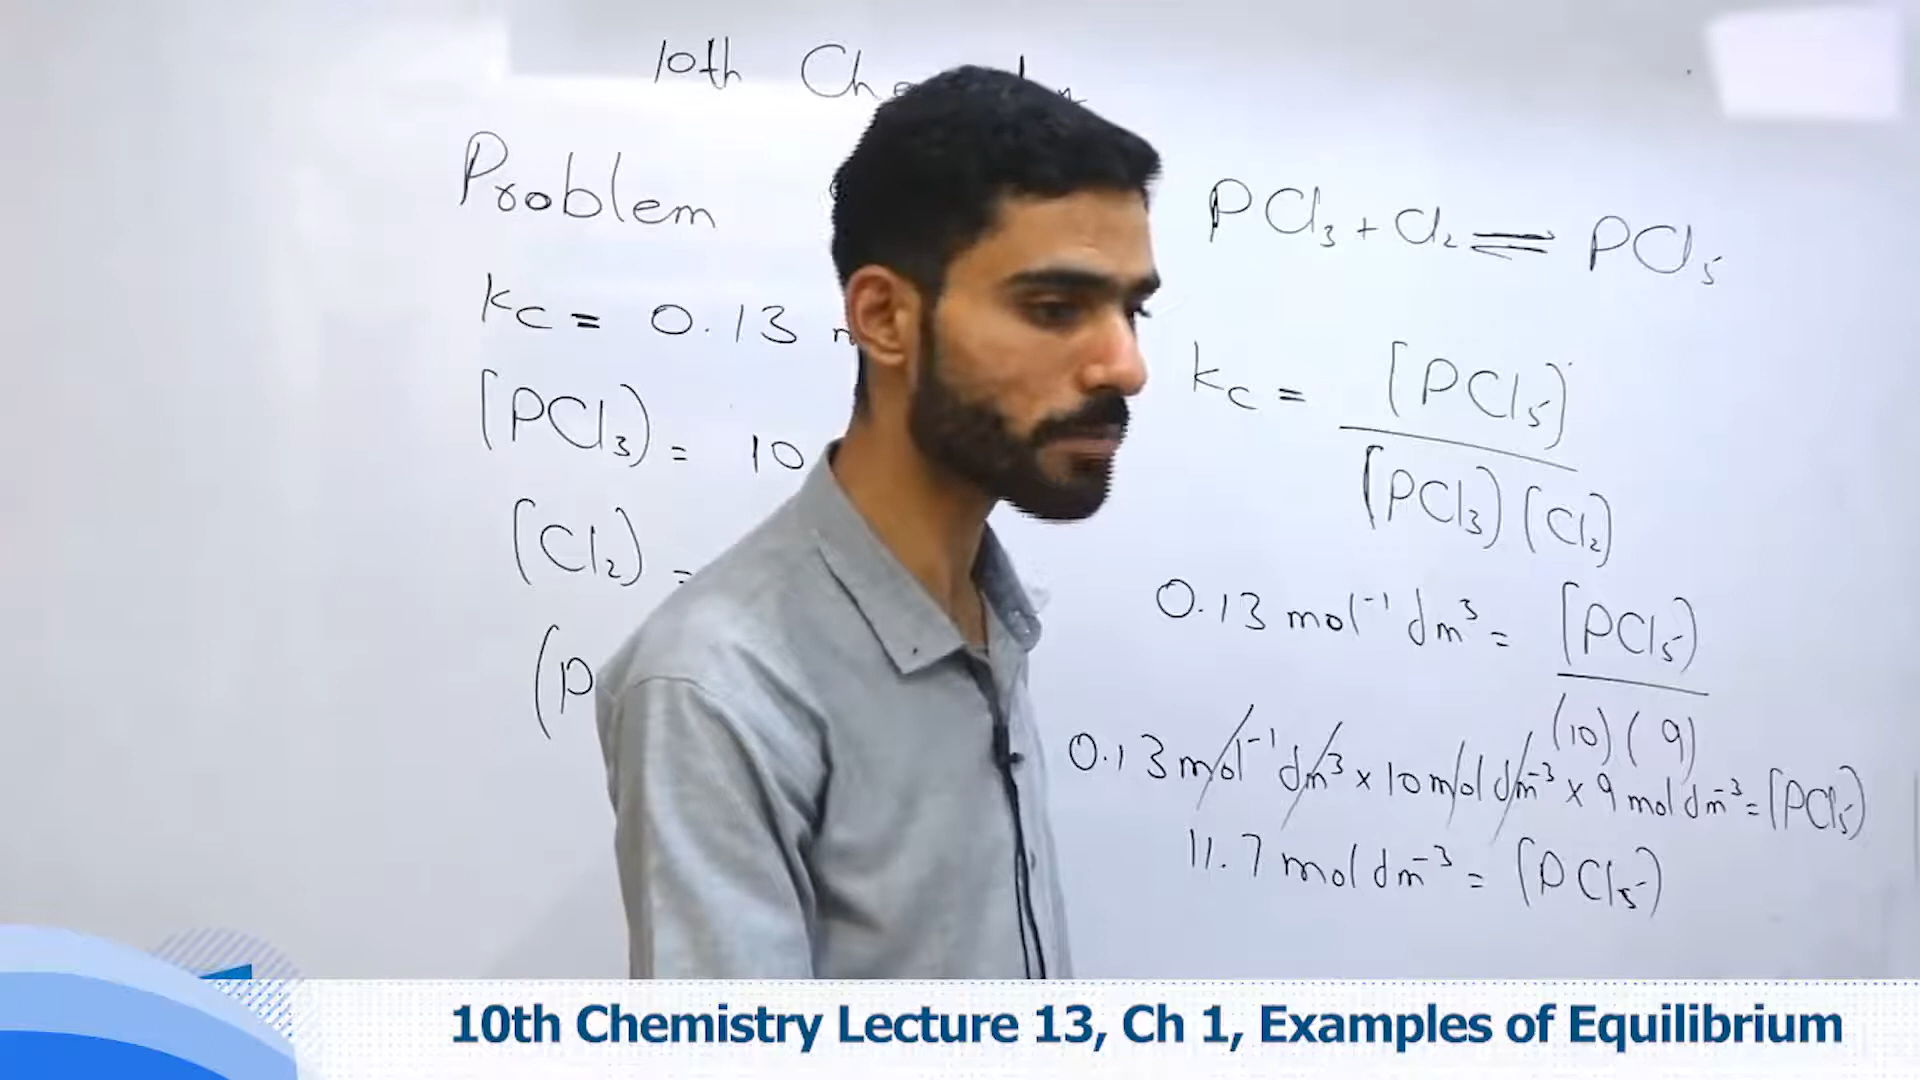 10th
Problem
kc = 0.13
[PCl₃) = 10
[Cl₂) =
(P
PCl₃ + Cl₂ ⇌ PCl₅
kc = [PCl₅)
[PCl₃) [Cl₂]
0.13 mol⁻¹ dm³ = [PCl₅)
(10) ( 9)
0.13 mol⁻¹ dm³ × 10 mol dm⁻³ × 9 mol dm⁻³ = [PCl₅)
11.7 mol dm⁻³ = (PCl₅)
10th Chemistry Lecture 13, Ch 1, Examples of Equilibrium